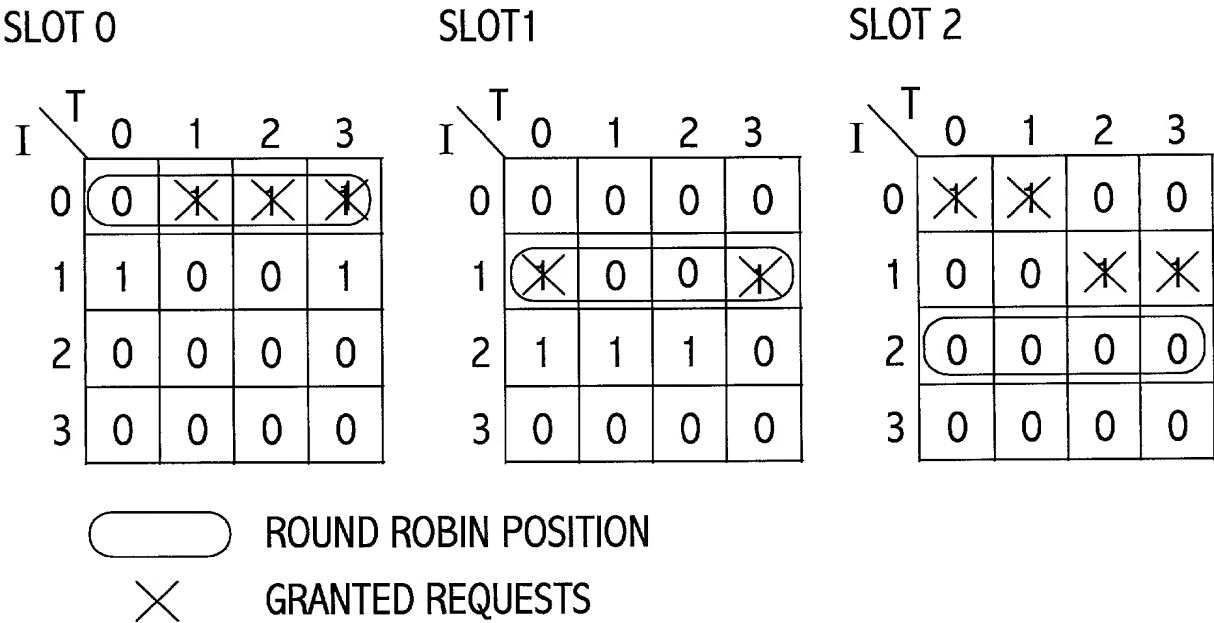 SLOT 0 SLOT1 SLOT 2
T T T
I 0 1 2 3 I 0 1 2 3 I 0 1 2 3
0 0 1 1 1 0 0 0 0 0 0 1 1 0 0
1 1 0 0 1 1 1 0 0 1 1 0 0 1 1
2 0 0 0 0 2 1 1 1 0 2 0 0 0 0
3 0 0 0 0 3 0 0 0 0 3 0 0 0 0
ROUND ROBIN POSITION
GRANTED REQUESTS